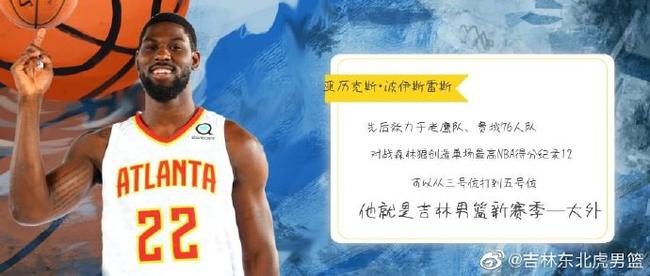 亚历克斯·波伊斯雷斯
先后效力于老鹰队、费城76人队
对战森林狼创造单场最高NBA得分纪录12
可以从三号位打到五号位
他就是吉林男篮新赛季一大外
ATLANTA
22
@吉林东北虎男篮